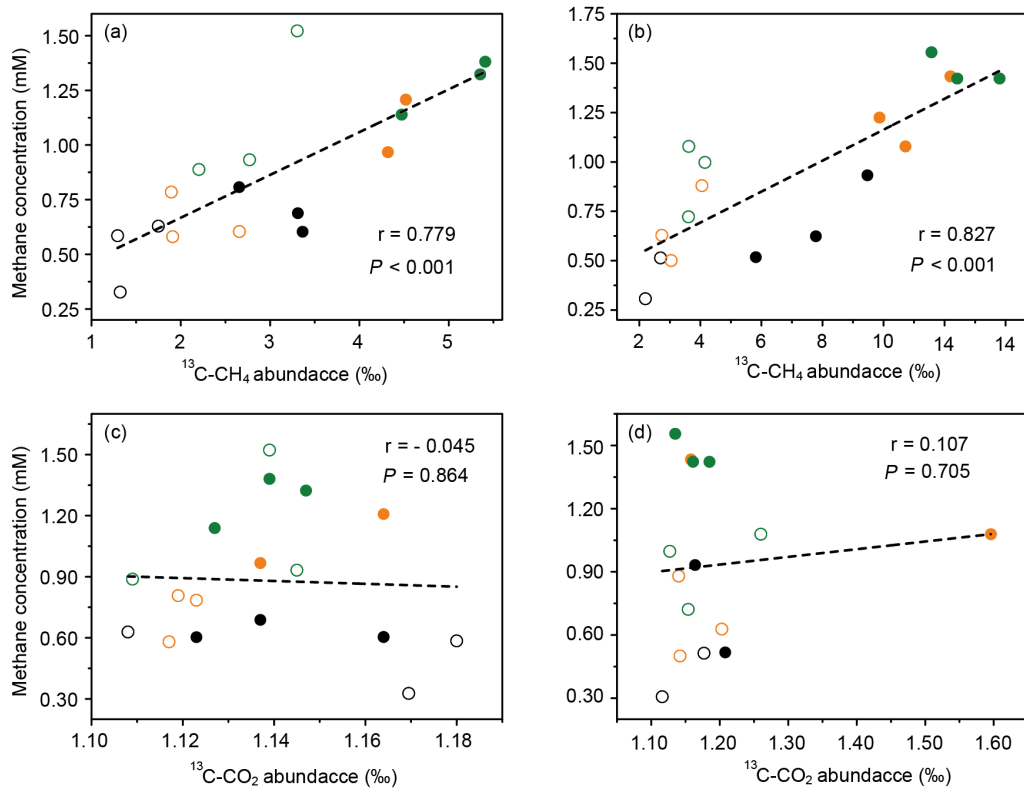 (a)
1.50
1.25
1.00
0.75
0.50
0.25
Methane concentration (mM)
r = 0.779
P < 0.001
1 2 3 4 5
¹³C-CH₄ abundacce (‰)
(b)
1.75
1.50
1.25
1.00
0.75
0.50
0.25
r = 0.827
P < 0.001
2 4 6 8 10 14 14
¹³C-CH₄ abundacce (‰)
(c)
1.50
1.20
0.90
0.60
0.30
Methane concentration (mM)
r = - 0.045
P = 0.864
1.10 1.12 1.14 1.16 1.18
¹³C-CO₂ abundacce (‰)
(d)
1.50
1.20
0.90
0.60
0.30
r = 0.107
P = 0.705
1.10 1.20 1.30 1.40 1.50 1.60
¹³C-CO₂ abundacce (‰)